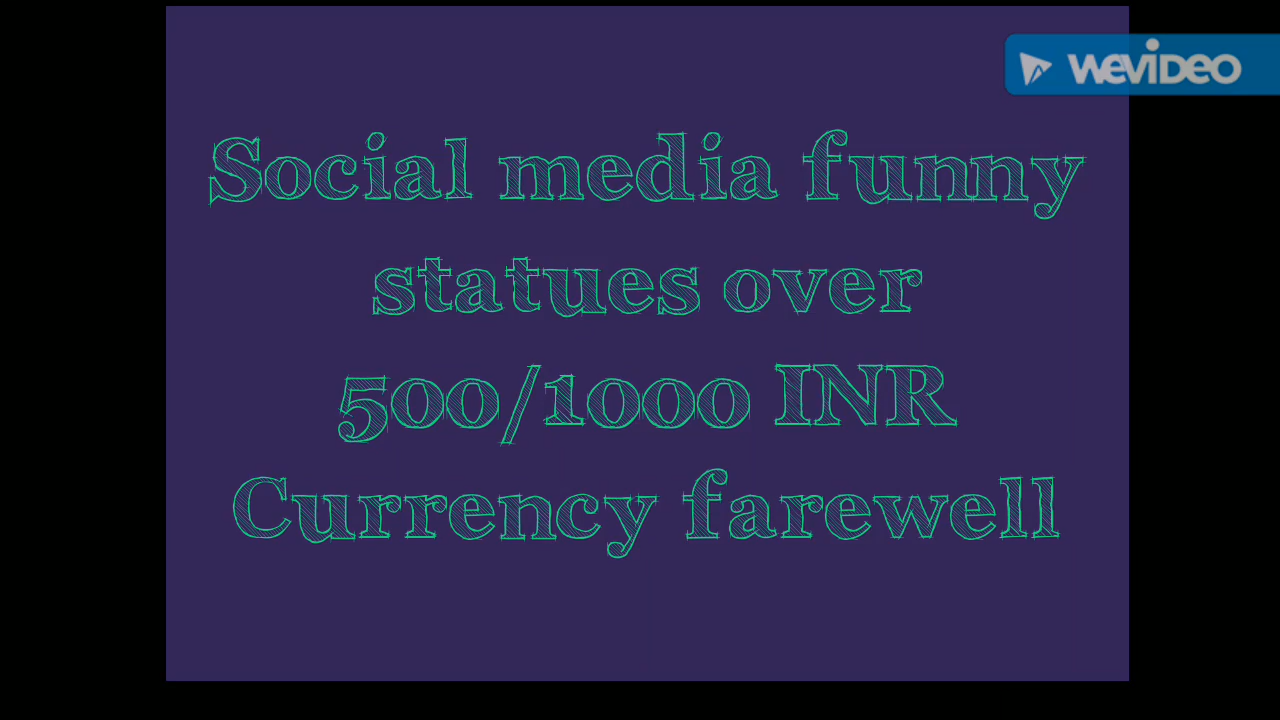 WEVIDEO
Social media funny
statues over
500/1000 INR
Currency farewell